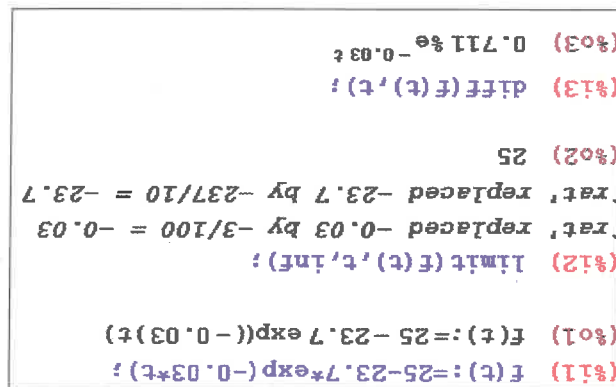 (%i1) f(t):=25-23.7*exp(-0.03*t);
(%o1) f(t):=25-23.7 exp((-0.03)t)
(%i2) limit(f(t),t,inf);
rat' replaced -0.03 by -3/100 = -0.03
rat' replaced -23.7 by -237/10 = -23.7
(%o2) 25
(%i3) diff(f(t),t);
(%o3) 0.711 %e^-0.03 t